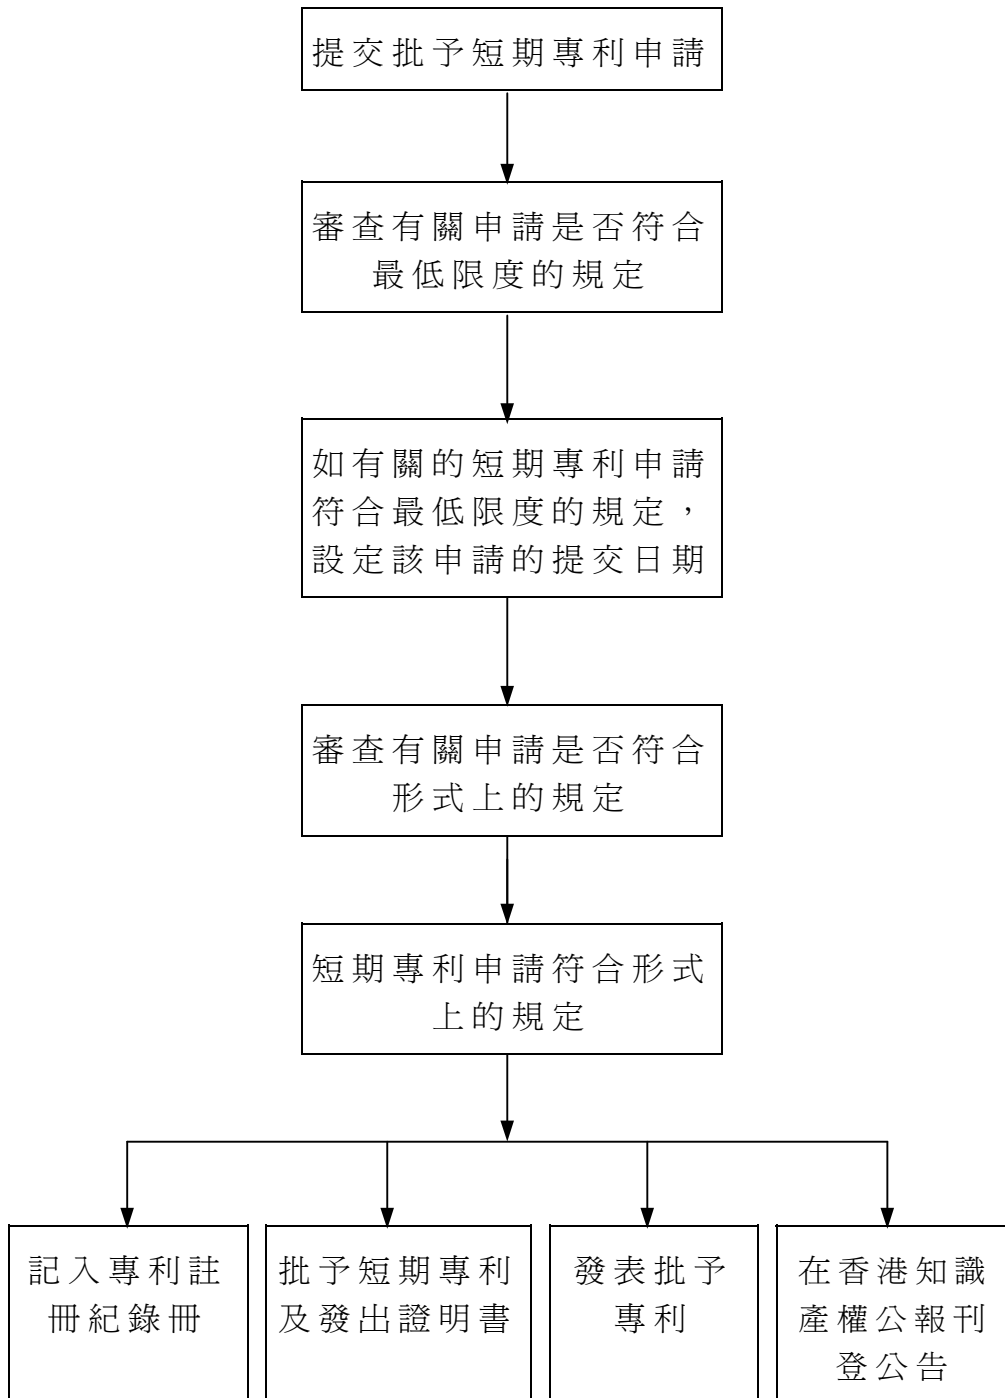 提交批予短期專利申請
審查有關申請是否符合
最低限度的規定
如有關的短期專利申請
符合最低限度的規定，
設定該申請的提交日期
審查有關申請是否符合
形式上的規定
短期專利申請符合形式
上的規定
記入專利註
冊紀錄冊
批予短期專利
及發出證明書
發表批予
專利
在香港知識
產權公報刊
登公告